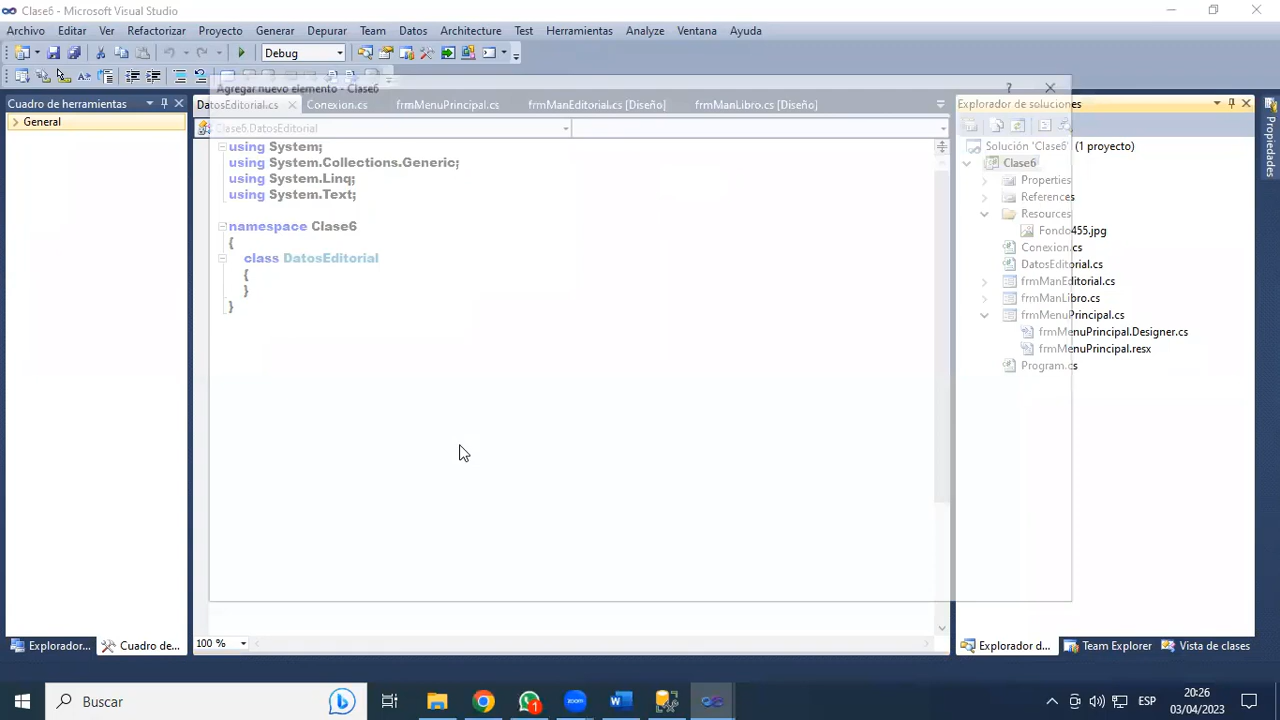 Clase6 - Microsoft Visual Studio
Archivo Editar Ver Refactorizar Proyecto Generar Depurar Team Datos Architecture Test Herramientas Analyze Ventana Ayuda
Debug
Agregar nuevo elemento - Clase6
Cuadro de herramientas
General
DatosEditorial.cs Conexion.cs frmMenuPrincipal.cs frmManEditorial.cs [Diseño] frmManLibro.cs [Diseño]
Clase6.DatosEditorial
using System;
using System.Collections.Generic;
using System.Linq;
using System.Text;
namespace Clase6
{
class DatosEditorial
{
}
}
100 %
Explorador de soluciones
Solución 'Clase6' (1 proyecto)
Clase6
Properties
References
Resources
Fondo455.jpg
Conexion.cs
DatosEditorial.cs
frmManEditorial.cs
frmManLibro.cs
frmMenuPrincipal.cs
frmMenuPrincipal.Designer.cs
frmMenuPrincipal.resx
Program.cs
Propiedades
Explorador... Cuadro de...
Explorador d... Team Explorer Vista de clases
Buscar
zoom
1
W
ESP
20:26
03/04/2023